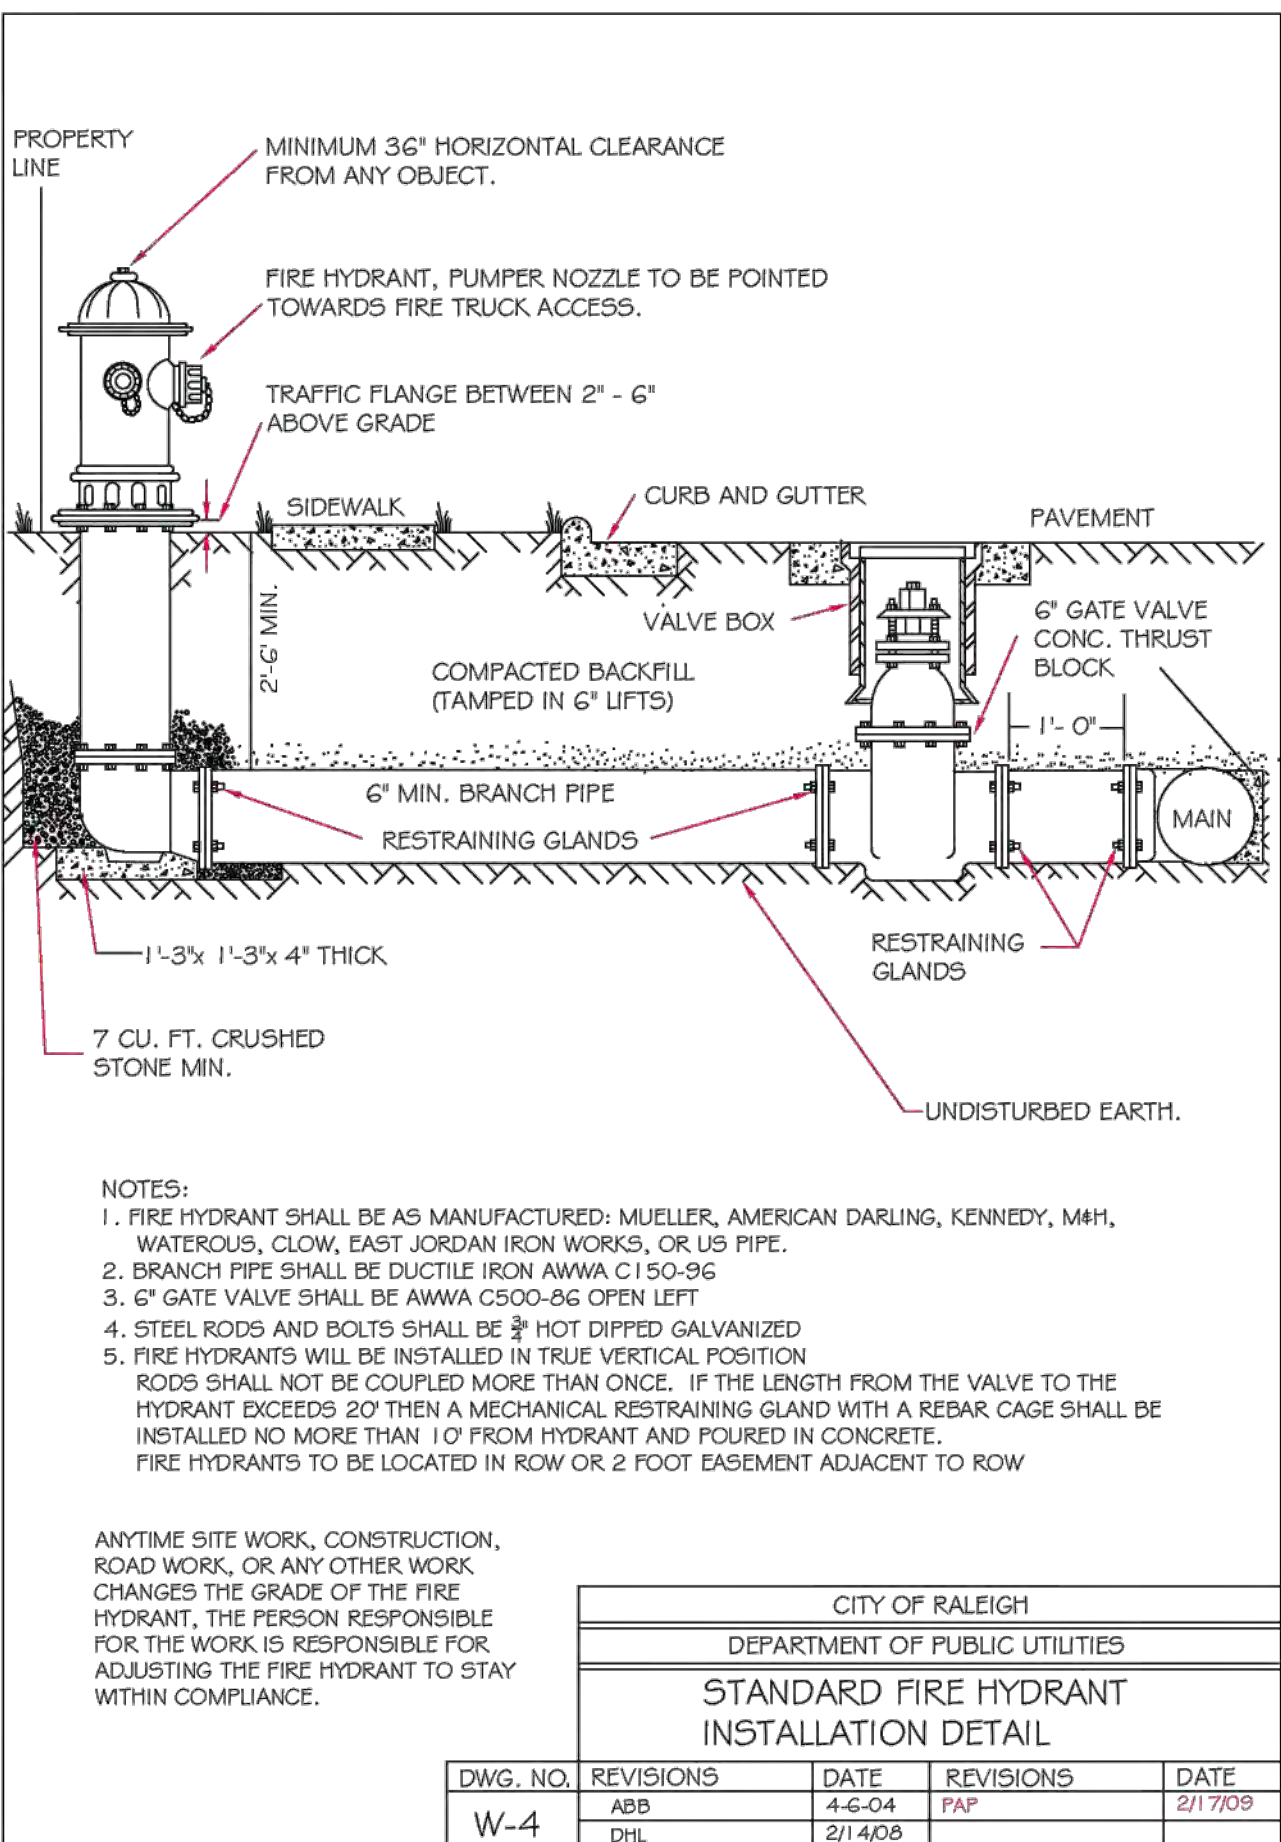 PROPERTY
LINE
MINIMUM 36" HORIZONTAL CLEARANCE
FROM ANY OBJECT.
FIRE HYDRANT, PUMPER NOZZLE TO BE POINTED
TOWARDS FIRE TRUCK ACCESS.
TRAFFIC FLANGE BETWEEN 2" - 6"
ABOVE GRADE
SIDEWALK
CURB AND GUTTER
PAVEMENT
2'-6' MIN.
VALVE BOX
6" GATE VALVE
CONC. THRUST
BLOCK
COMPACTED BACKFILL
(TAMPED IN 6" LIFTS)
1'- 0"
6" MIN. BRANCH PIPE
RESTRAINING GLANDS
MAIN
RESTRAINING
GLANDS
1'-3"x 1'-3"x 4" THICK
7 CU. FT. CRUSHED
STONE MIN.
UNDISTURBED EARTH.
NOTES:
1. FIRE HYDRANT SHALL BE AS MANUFACTURED: MUELLER, AMERICAN DARLING, KENNEDY, M&H,
WATEROUS, CLOW, EAST JORDAN IRON WORKS, OR US PIPE.
2. BRANCH PIPE SHALL BE DUCTILE IRON AWWA C150-96
3. 6" GATE VALVE SHALL BE AWWA C500-86 OPEN LEFT
4. STEEL RODS AND BOLTS SHALL BE 3/4" HOT DIPPED GALVANIZED
5. FIRE HYDRANTS WILL BE INSTALLED IN TRUE VERTICAL POSITION
RODS SHALL NOT BE COUPLED MORE THAN ONCE. IF THE LENGTH FROM THE VALVE TO THE
HYDRANT EXCEEDS 20' THEN A MECHANICAL RESTRAINING GLAND WITH A REBAR CAGE SHALL BE
INSTALLED NO MORE THAN 10' FROM HYDRANT AND POURED IN CONCRETE.
FIRE HYDRANTS TO BE LOCATED IN ROW OR 2 FOOT EASEMENT ADJACENT TO ROW
ANYTIME SITE WORK, CONSTRUCTION,
ROAD WORK, OR ANY OTHER WORK
CHANGES THE GRADE OF THE FIRE
HYDRANT, THE PERSON RESPONSIBLE
FOR THE WORK IS RESPONSIBLE FOR
ADJUSTING THE FIRE HYDRANT TO STAY
WITHIN COMPLIANCE.
CITY OF RALEIGH
DEPARTMENT OF PUBLIC UTILITIES
STANDARD FIRE HYDRANT
INSTALLATION DETAIL
DWG. NO. REVISIONS DATE REVISIONS DATE
W-4 ABB 4-6-04 PAP 2/17/09
DHL 2/14/08